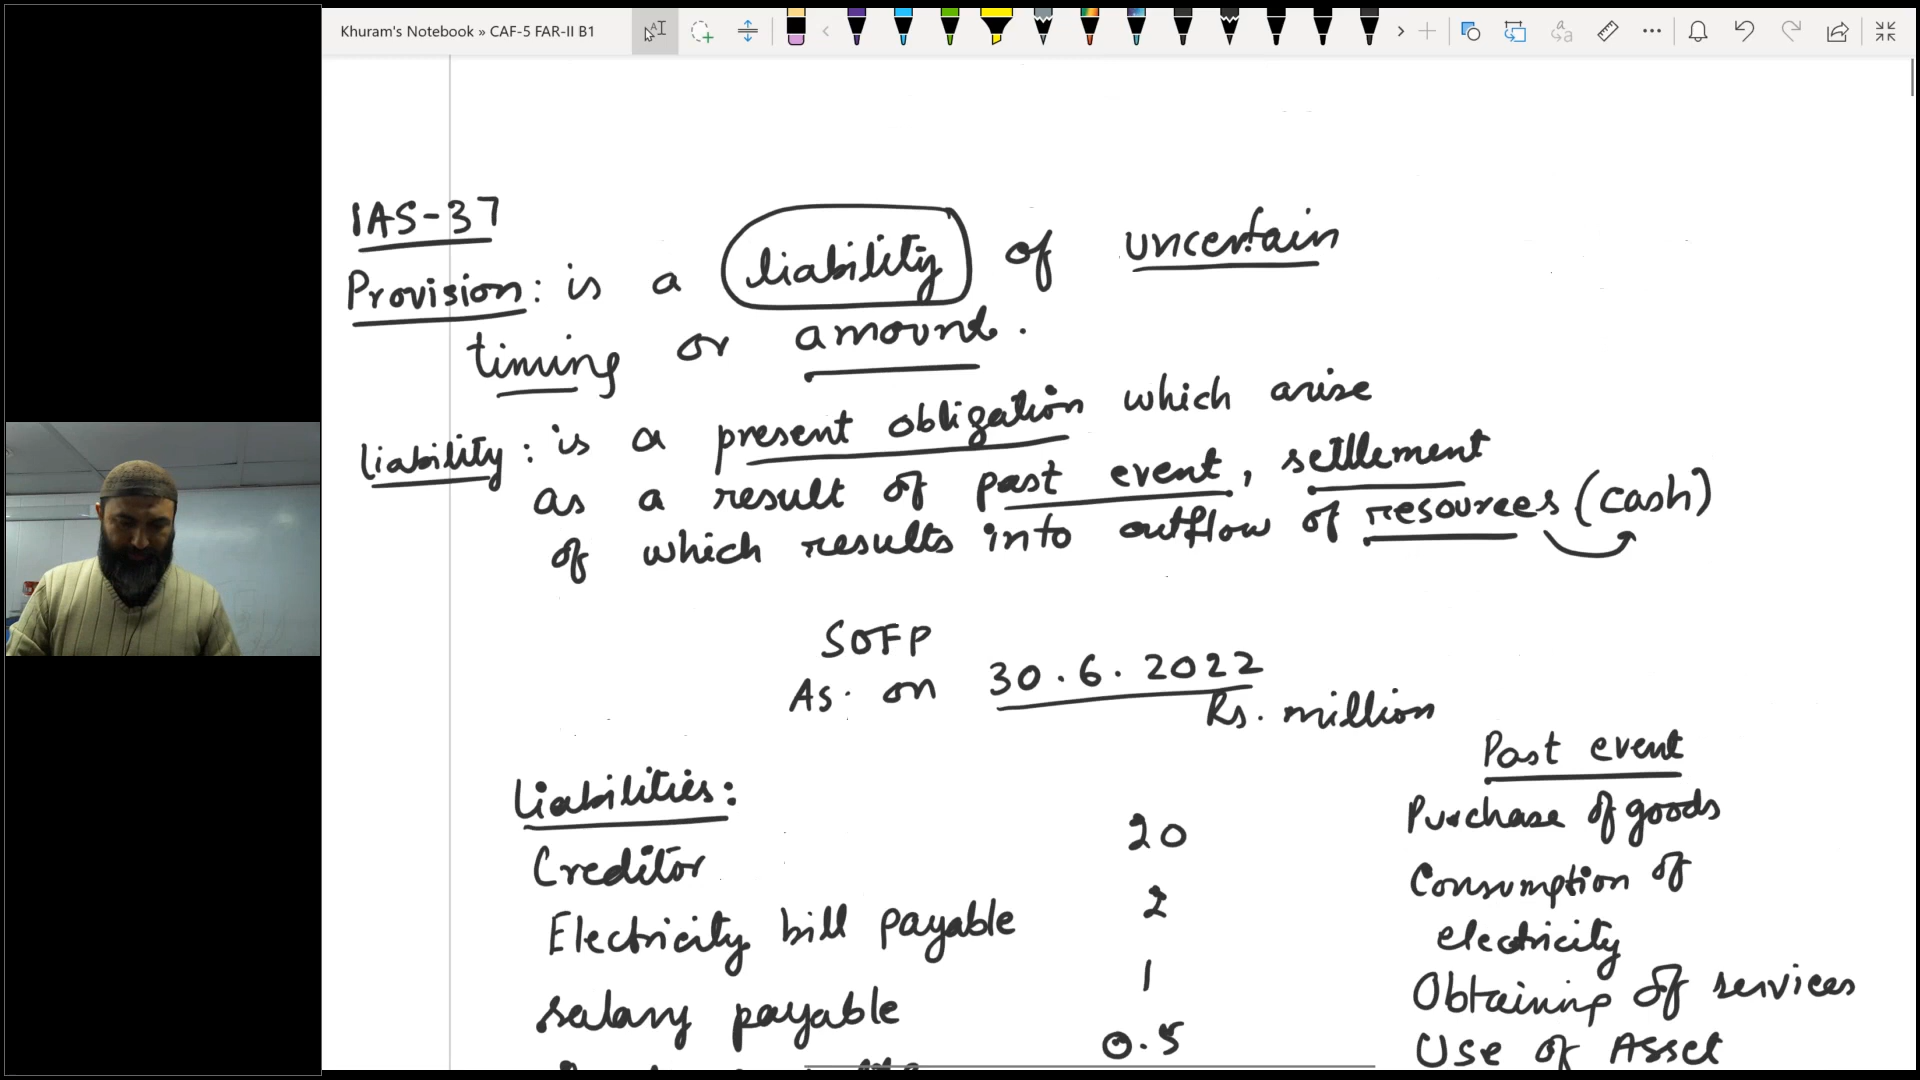 Khuram's Notebook » CAF-5 FAR-II B1
IAS-37
Provision: is a liability of uncertain
timing or amount.
liability: is a present obligation which arise
as a result of past event, settlement
of which results into outflow of resources (cash)
SOFP
As. on 30.6.2022
Rs. million
Past event
Liabilities:
Creditor 20 Purchase of goods
Electricity bill payable 2 Consumption of
electricity
salary payable 1 Obtaining of services
0.5 Use of Asset